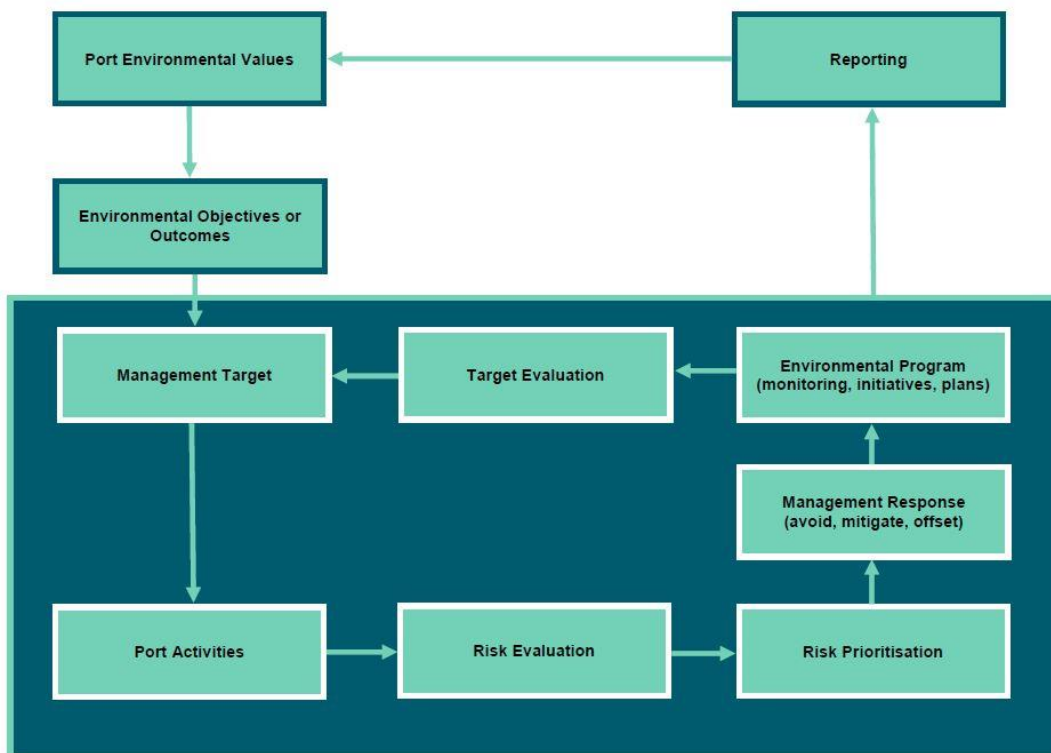 Port Environmental Values
Reporting
Environmental Objectives or
Outcomes
Management Target
Target Evaluation
Environmental Program
(monitoring, initiatives, plans)
Management Response
(avoid, mitigate, offset)
Port Activities
Risk Evaluation
Risk Prioritisation